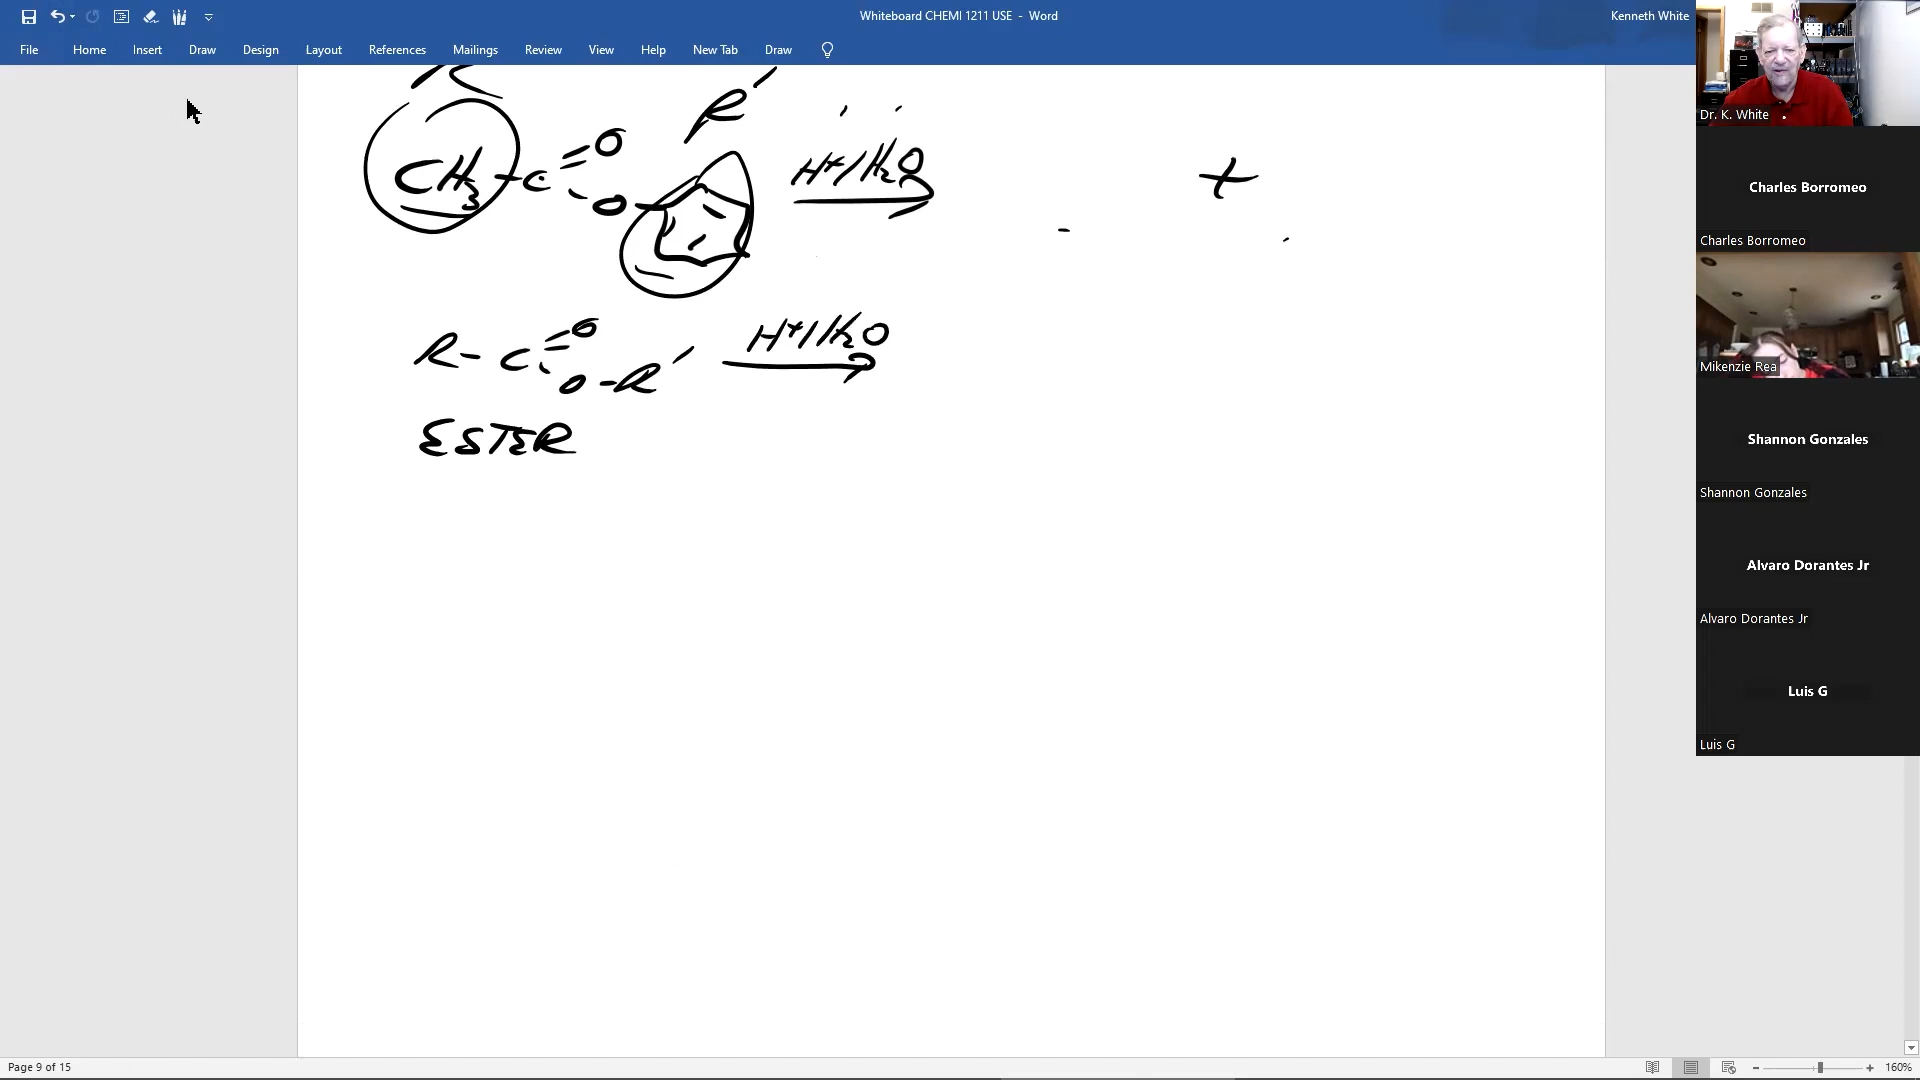 Whiteboard CHEMI 1211 USE - Word
Kenneth White
File Home Insert Draw Design Layout References Mailings Review View Help New Tab Draw
R'
CH3-C=O O H+/H2O +
R-C=O O-R' H+/H2O
ESTER
Dr. K. White
Charles Borromeo
Charles Borromeo
Mikenzie Rea
Shannon Gonzales
Shannon Gonzales
Alvaro Dorantes Jr
Alvaro Dorantes Jr
Luis G
Luis G
Page 9 of 15
160%